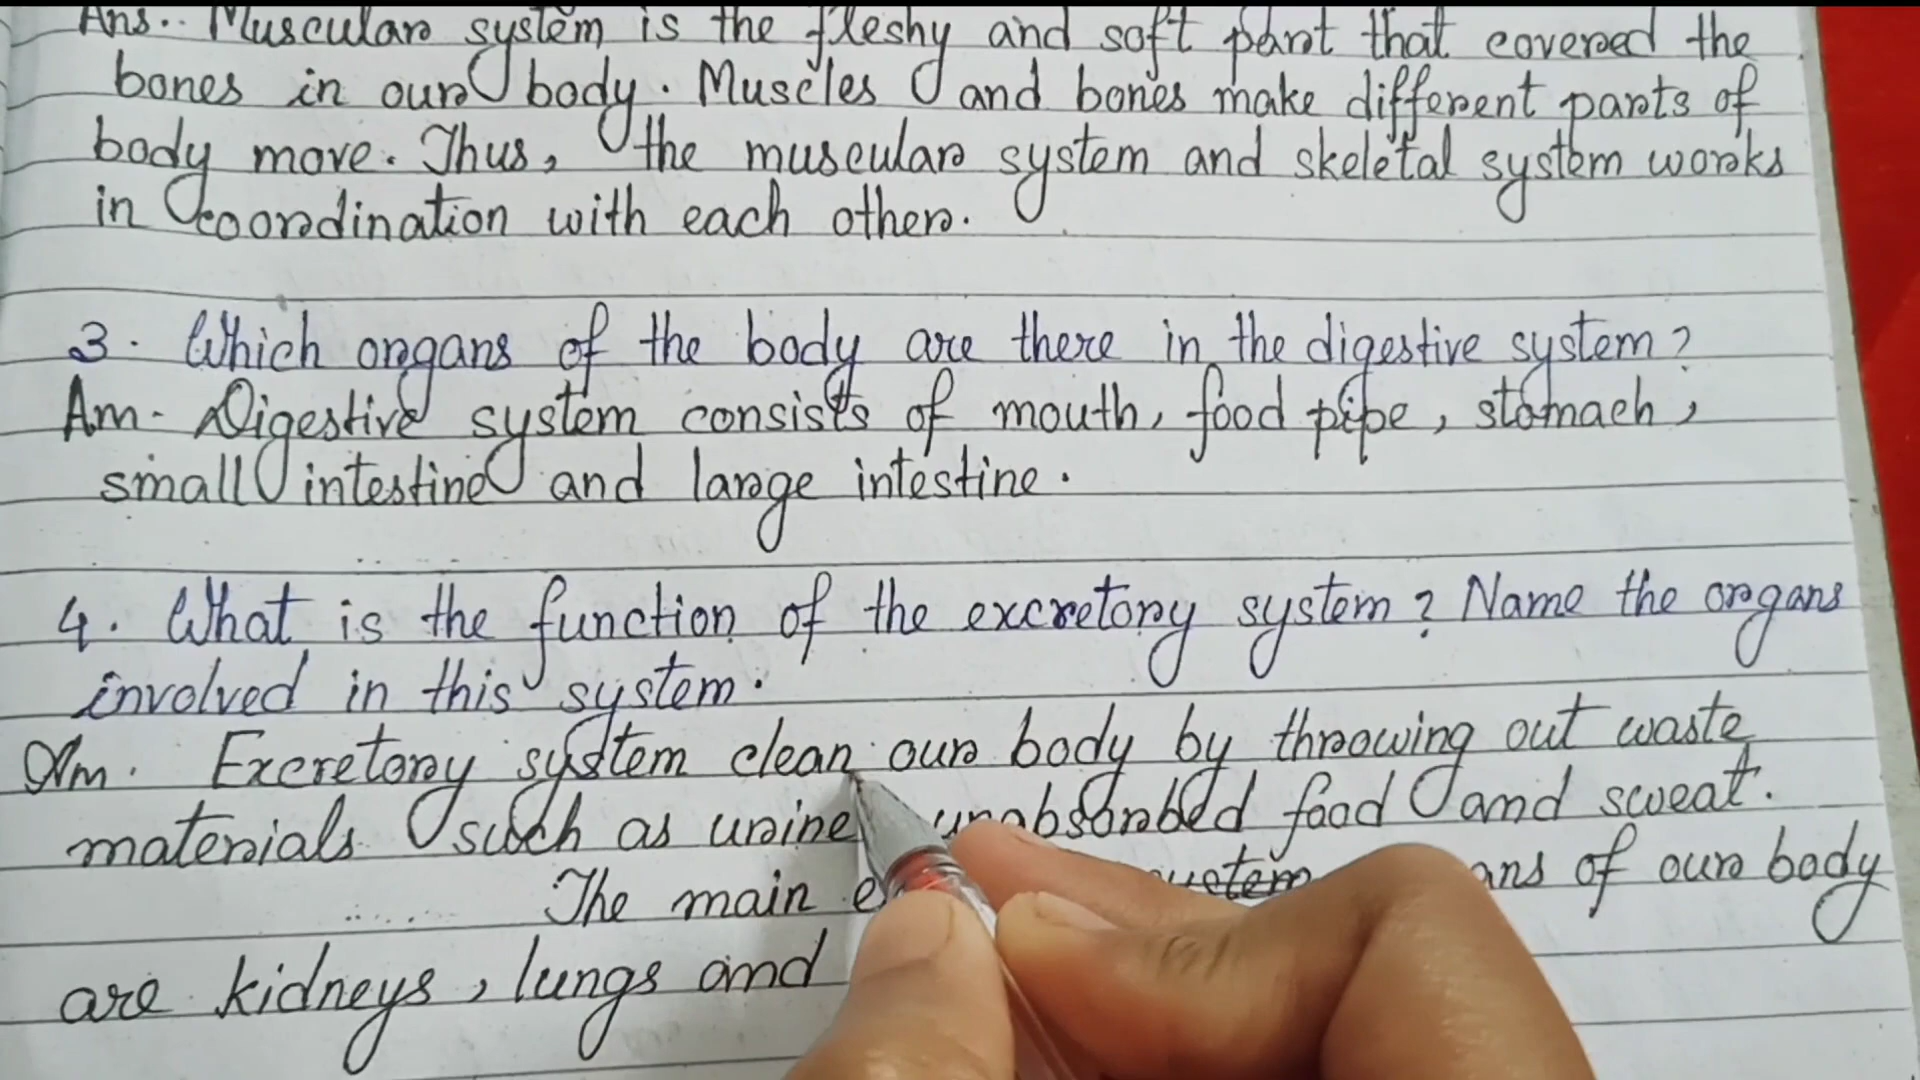 Ans.. Muscular system is the fleshy and soft part that covered the
bones in our body. Muscles and bones make different parts of
body move. Thus, the muscular system and skeletal system works
in coordination with each other.
3. Which organs of the body are there in the digestive system?
Ans- Digestive system consists of mouth, food pipe, stomach,
small intestine and large intestine.
4. What is the function of the excretory system? Name the organs
involved in this system.
Ans. Excretory system clean our body by throwing out waste
materials such as urine unabsorbed food and sweat.
The main of our body
are kidneys, lungs and